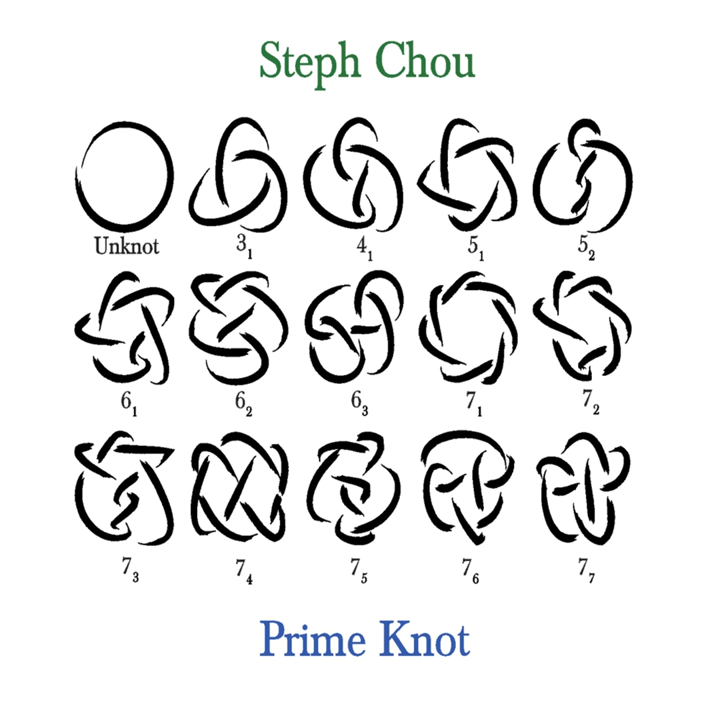 Steph Chou
Unknot 3₁ 4₁ 5₁ 5₂
6₁ 6₂ 6₃ 7₁ 7₂
7₃ 7₄ 7₅ 7₆ 7₇
Prime Knot